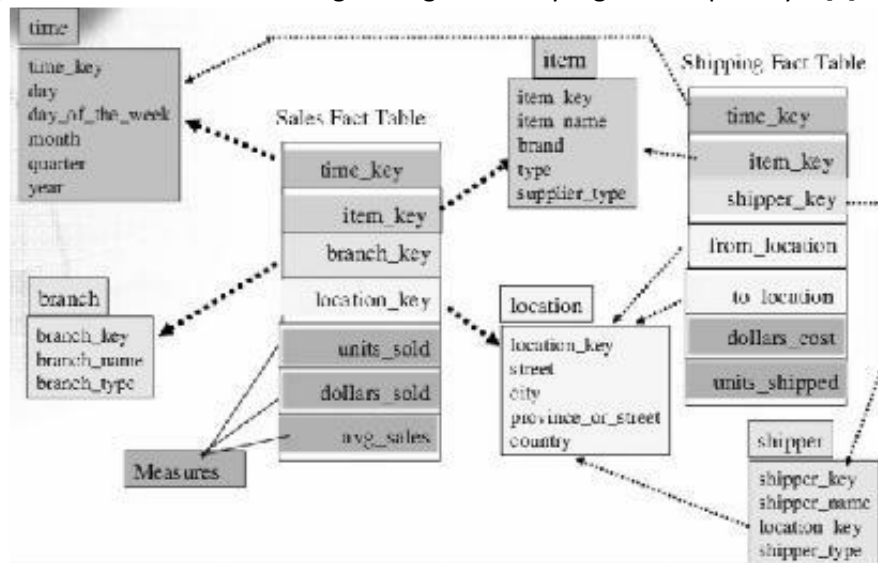 time
time_key
day
day_of_the_week
month
quarter
year
Sales Fact Table
time_key
item_key
branch_key
location_key
units_sold
dollars_sold
avg_sales
Measures
branch
branch_key
branch_name
branch_type
item
item_key
item_name
brand
type
supplier_type
location
location_key
street
city
province_or_street
country
Shipping Fact Table
time_key
item_key
shipper_key
from_location
to_location
dollars_cost
units_shipped
shipper
shipper_key
shipper_name
location_key
shipper_type